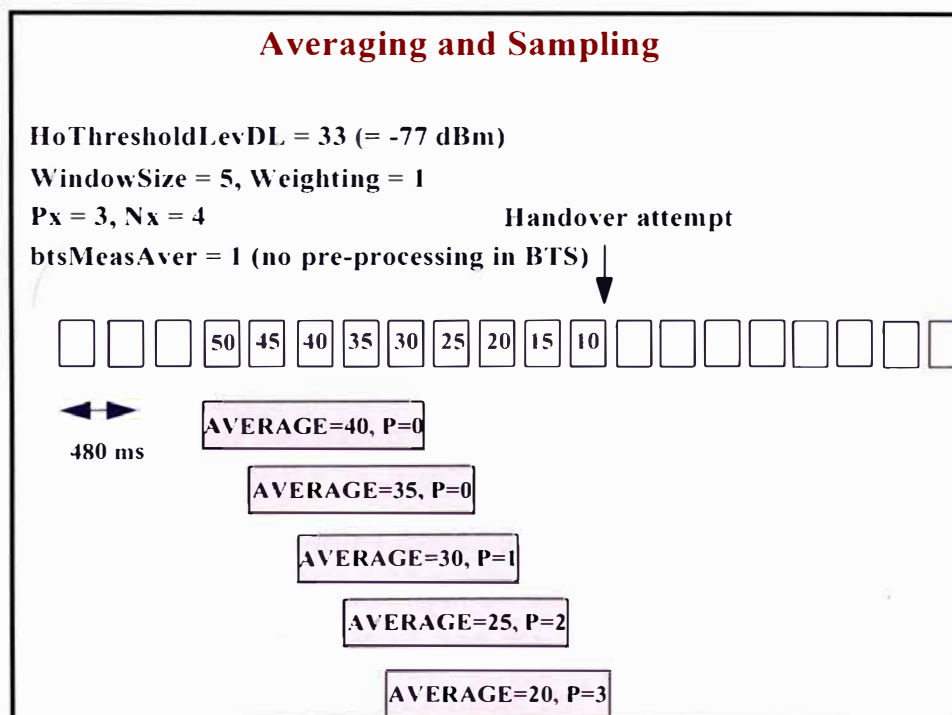 Averaging and Sampling
HoThresholdLevDL = 33 (= -77 dBm)
WindowSize = 5, Weighting = 1
Px = 3, Nx = 4
Handover attempt
btsMeasAver = 1 (no pre-processing in BTS)
50 45 40 35 30 25 20 15 10
480 ms
AVERAGE=40, P=0
AVERAGE=35, P=0
AVERAGE=30, P=1
AVERAGE=25, P=2
AVERAGE=20, P=3